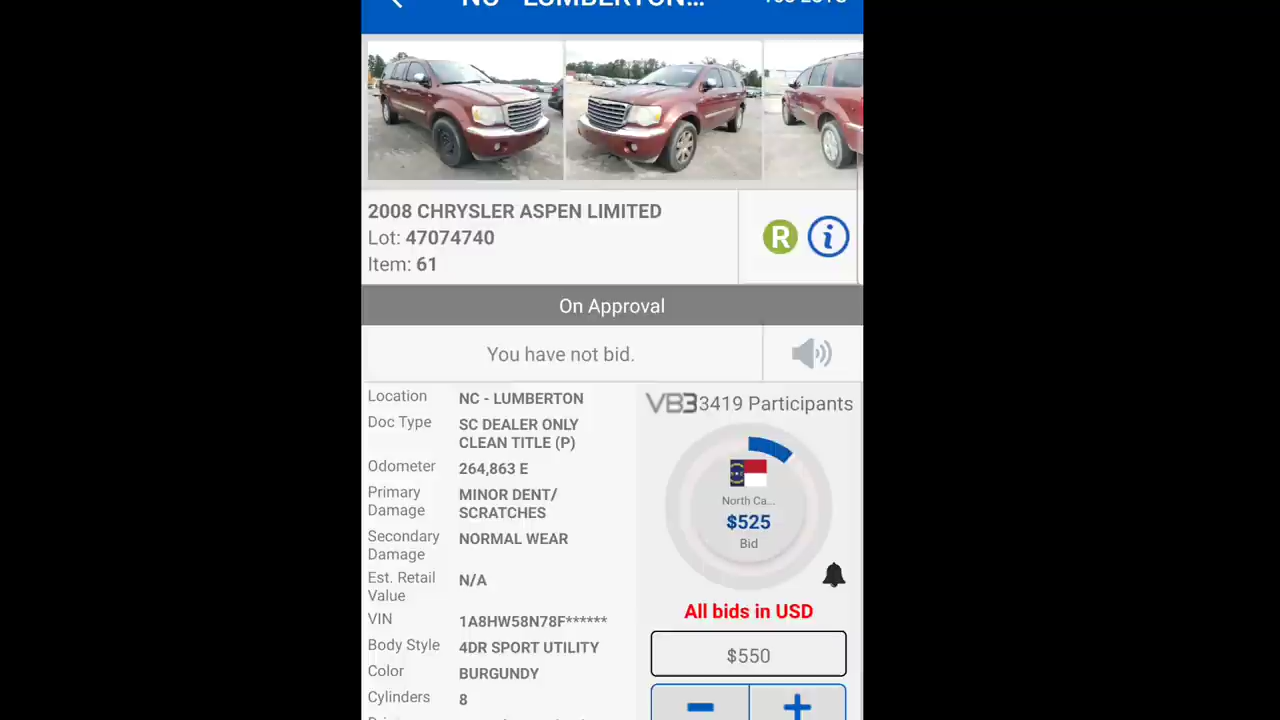 2008 CHRYSLER ASPEN LIMITED
Lot: 47074740
Item: 61
On Approval
You have not bid.
Location NC - LUMBERTON
Doc Type SC DEALER ONLY
CLEAN TITLE (P)
Odometer 264,863 E
Primary
Damage MINOR DENT/
SCRATCHES
Secondary
Damage NORMAL WEAR
Est. Retail
Value N/A
VIN 1A8HW58N78F******
Body Style 4DR SPORT UTILITY
Color BURGUNDY
Cylinders 8
VB3 3419 Participants
North Ca...
$525
Bid
All bids in USD
$550